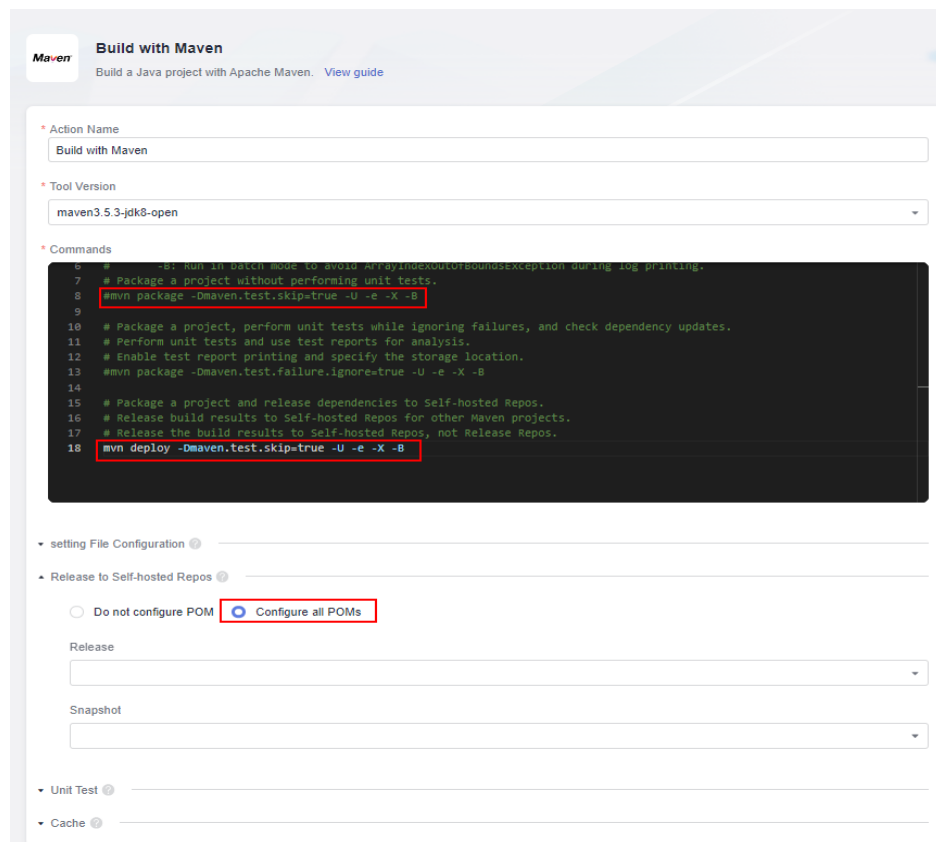 Maven
Build with Maven
Build a Java project with Apache Maven. View guide
* Action Name
Build with Maven
* Tool Version
maven3.5.3-jdk8-open
* Commands
6 # -B: Run in batch mode to avoid ArrayIndexOutOfBoundsException during log printing.
7 # Package a project without performing unit tests.
8 #mvn package -Dmaven.test.skip=true -U -e -X -B
9
10 # Package a project, perform unit tests while ignoring failures, and check dependency updates.
11 # Perform unit tests and use test reports for analysis.
12 # Enable test report printing and specify the storage location.
13 #mvn package -Dmaven.test.failure.ignore=true -U -e -X -B
14
15 # Package a project and release dependencies to Self-hosted Repos.
16 # Release build results to Self-hosted Repos for other Maven projects.
17 # Release the build results to Self-hosted Repos, not Release Repos.
18 mvn deploy -Dmaven.test.skip=true -U -e -X -B
setting File Configuration ?
Release to Self-hosted Repos ?
Do not configure POM Configure all POMs
Release
Snapshot
Unit Test ?
Cache ?